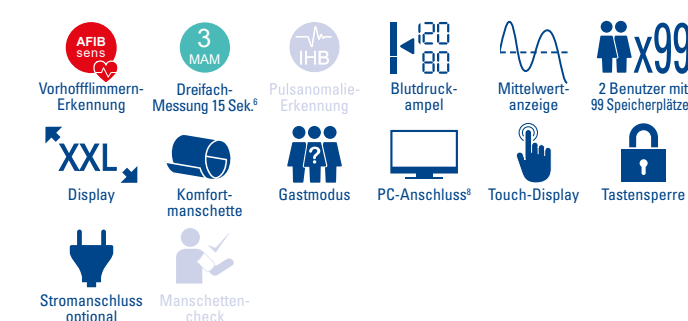 AFIB
sens
3
MAM
IHB
120
80
x99
Vorhoffflimmern-
Erkennung
Dreifach-
Messung 15 Sek.⁶
Pulsanomalie-
Erkennung
Blutdruck-
ampel
Mittelwert-
anzeige
2 Benutzer mit
99 Speicherplätze
XXL
?
Display
Komfort-
manschette
Gastmodus
PC-Anschluss⁸
Touch-Display
Tastensperre
Stromanschluss
optional
Manschetten-
check